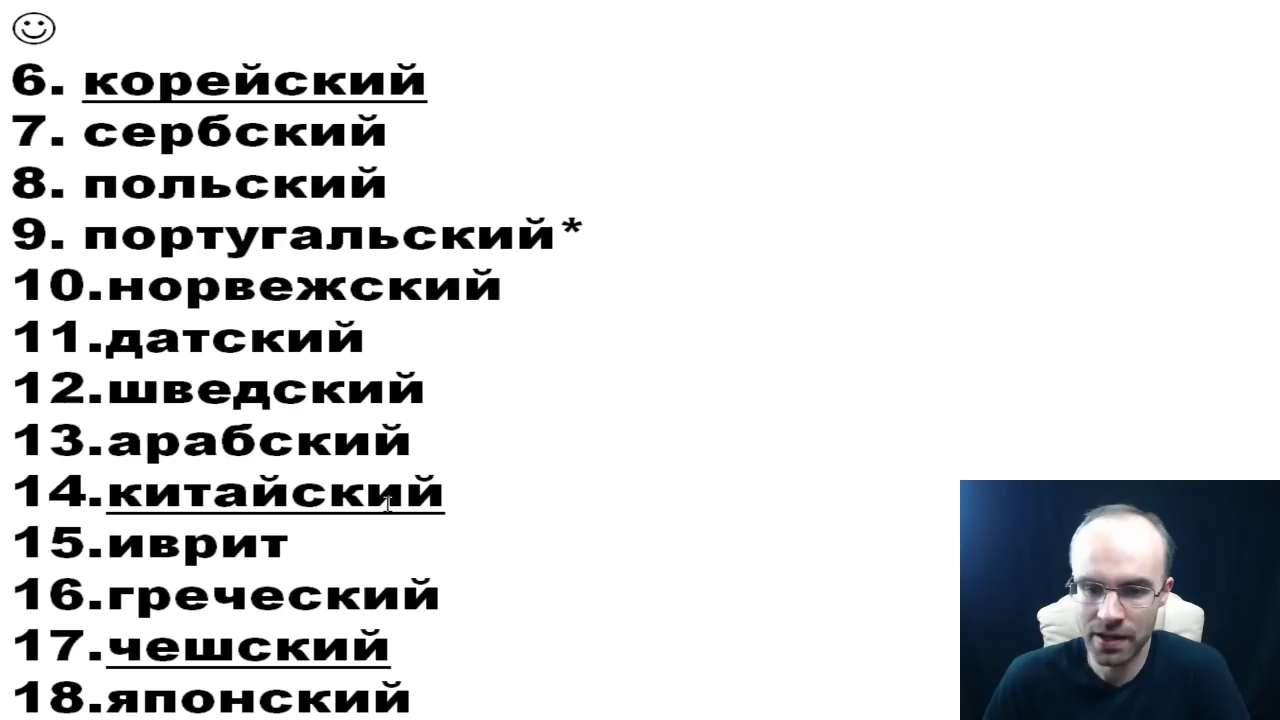 6. корейский
7. сербский
8. польский
9. португальский*
10.норвежский
11.датский
12.шведский
13.арабский
14.китайский
15.иврит
16.греческий
17.чешский
18.японский